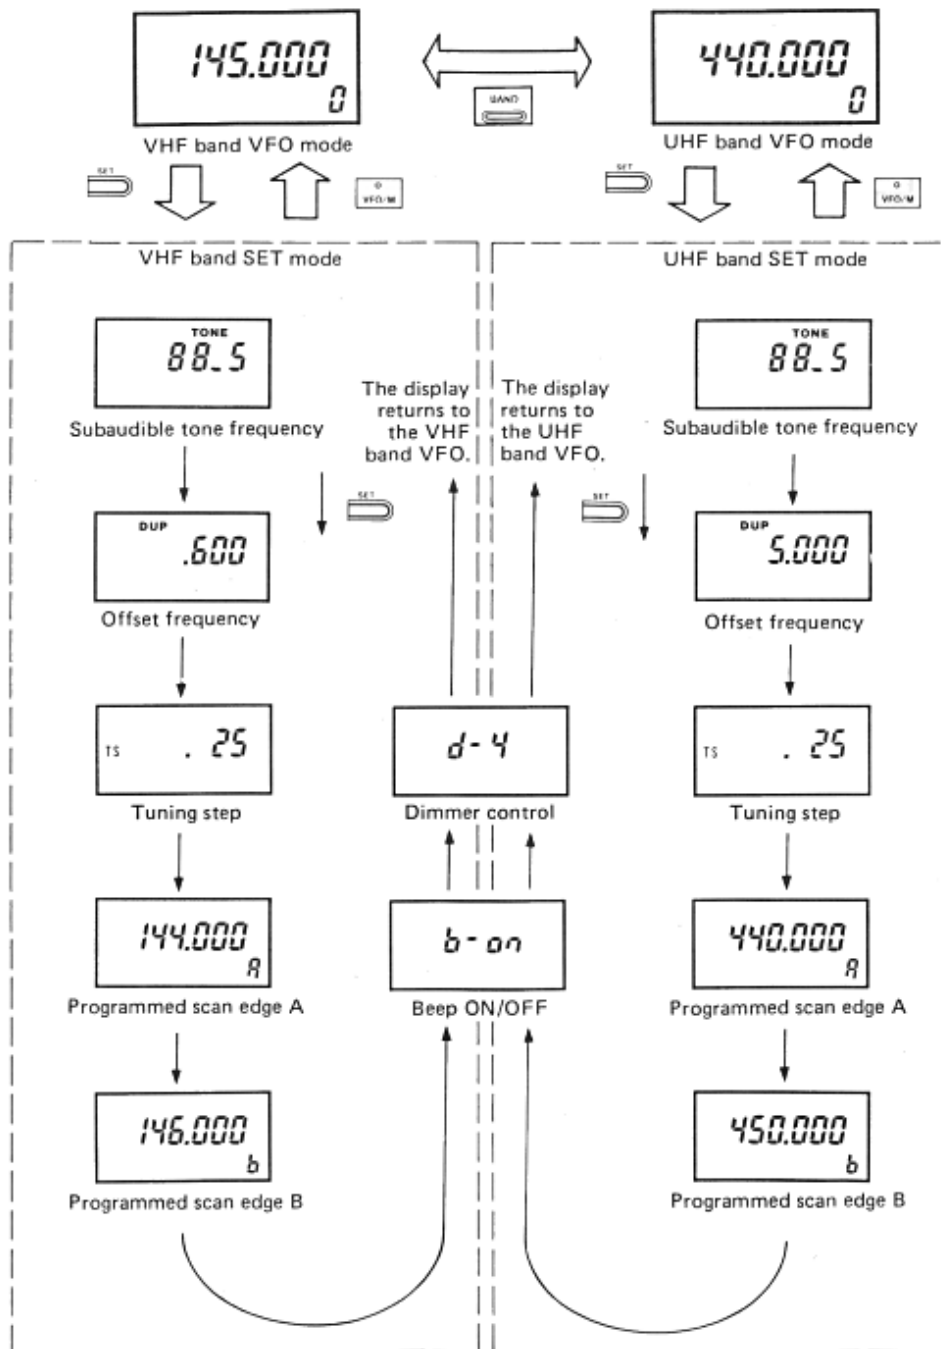 145.000
0
VHF band VFO mode
BAND
440.000
0
UHF band VFO mode
SET
VFO/M
SET
VFO/M
VHF band SET mode
TONE
88.5
Subaudible tone frequency
DUP
.600
Offset frequency
TS . 25
Tuning step
144.000
A
Programmed scan edge A
146.000
b
Programmed scan edge B
The display
returns to
the VHF
band VFO.
SET
The display
returns to
the UHF
band VFO.
SET
d-4
Dimmer control
b-on
Beep ON/OFF
UHF band SET mode
TONE
88.5
Subaudible tone frequency
DUP
5.000
Offset frequency
TS . 25
Tuning step
440.000
A
Programmed scan edge A
450.000
b
Programmed scan edge B